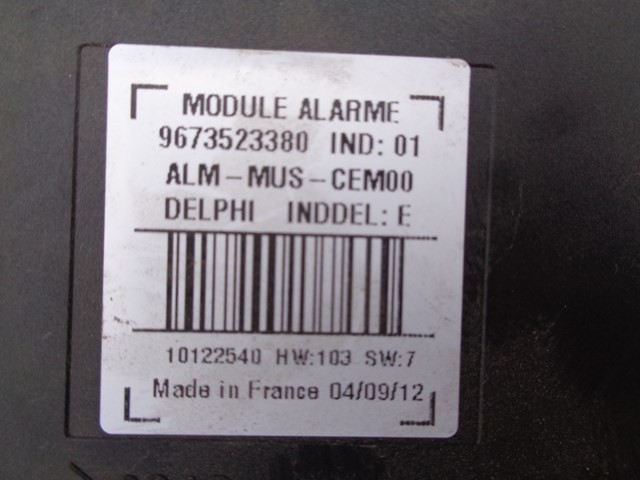 MODULE ALARME
9673523380 IND: 01
ALM-MUS-CEM00
DELPHI INDDEL: E
10122540 HW:103 SW:7
Made in France 04/09/12